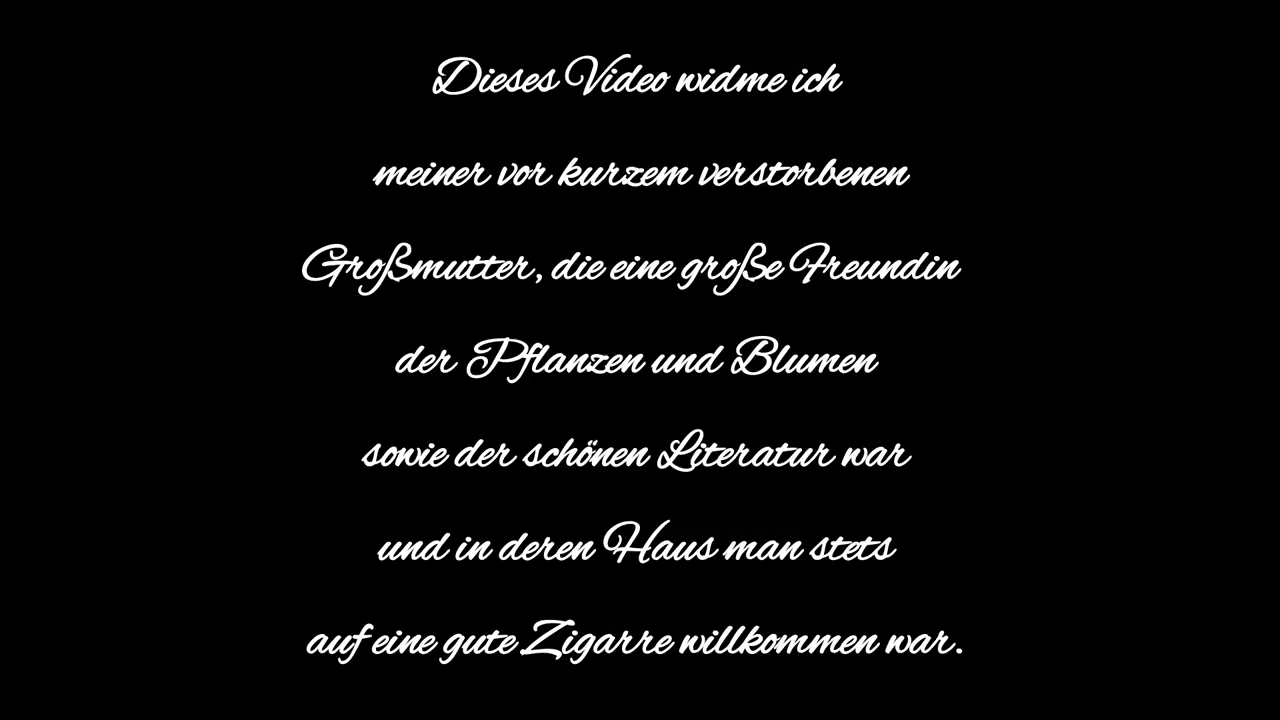 Dieses Video widme ich
meiner vor kurzem verstorbenen
Großmutter, die eine große Freundin
der Pflanzen und Blumen
sowie der schönen Literatur war
und in deren Haus man stets
auf eine gute Zigarre willkommen war.